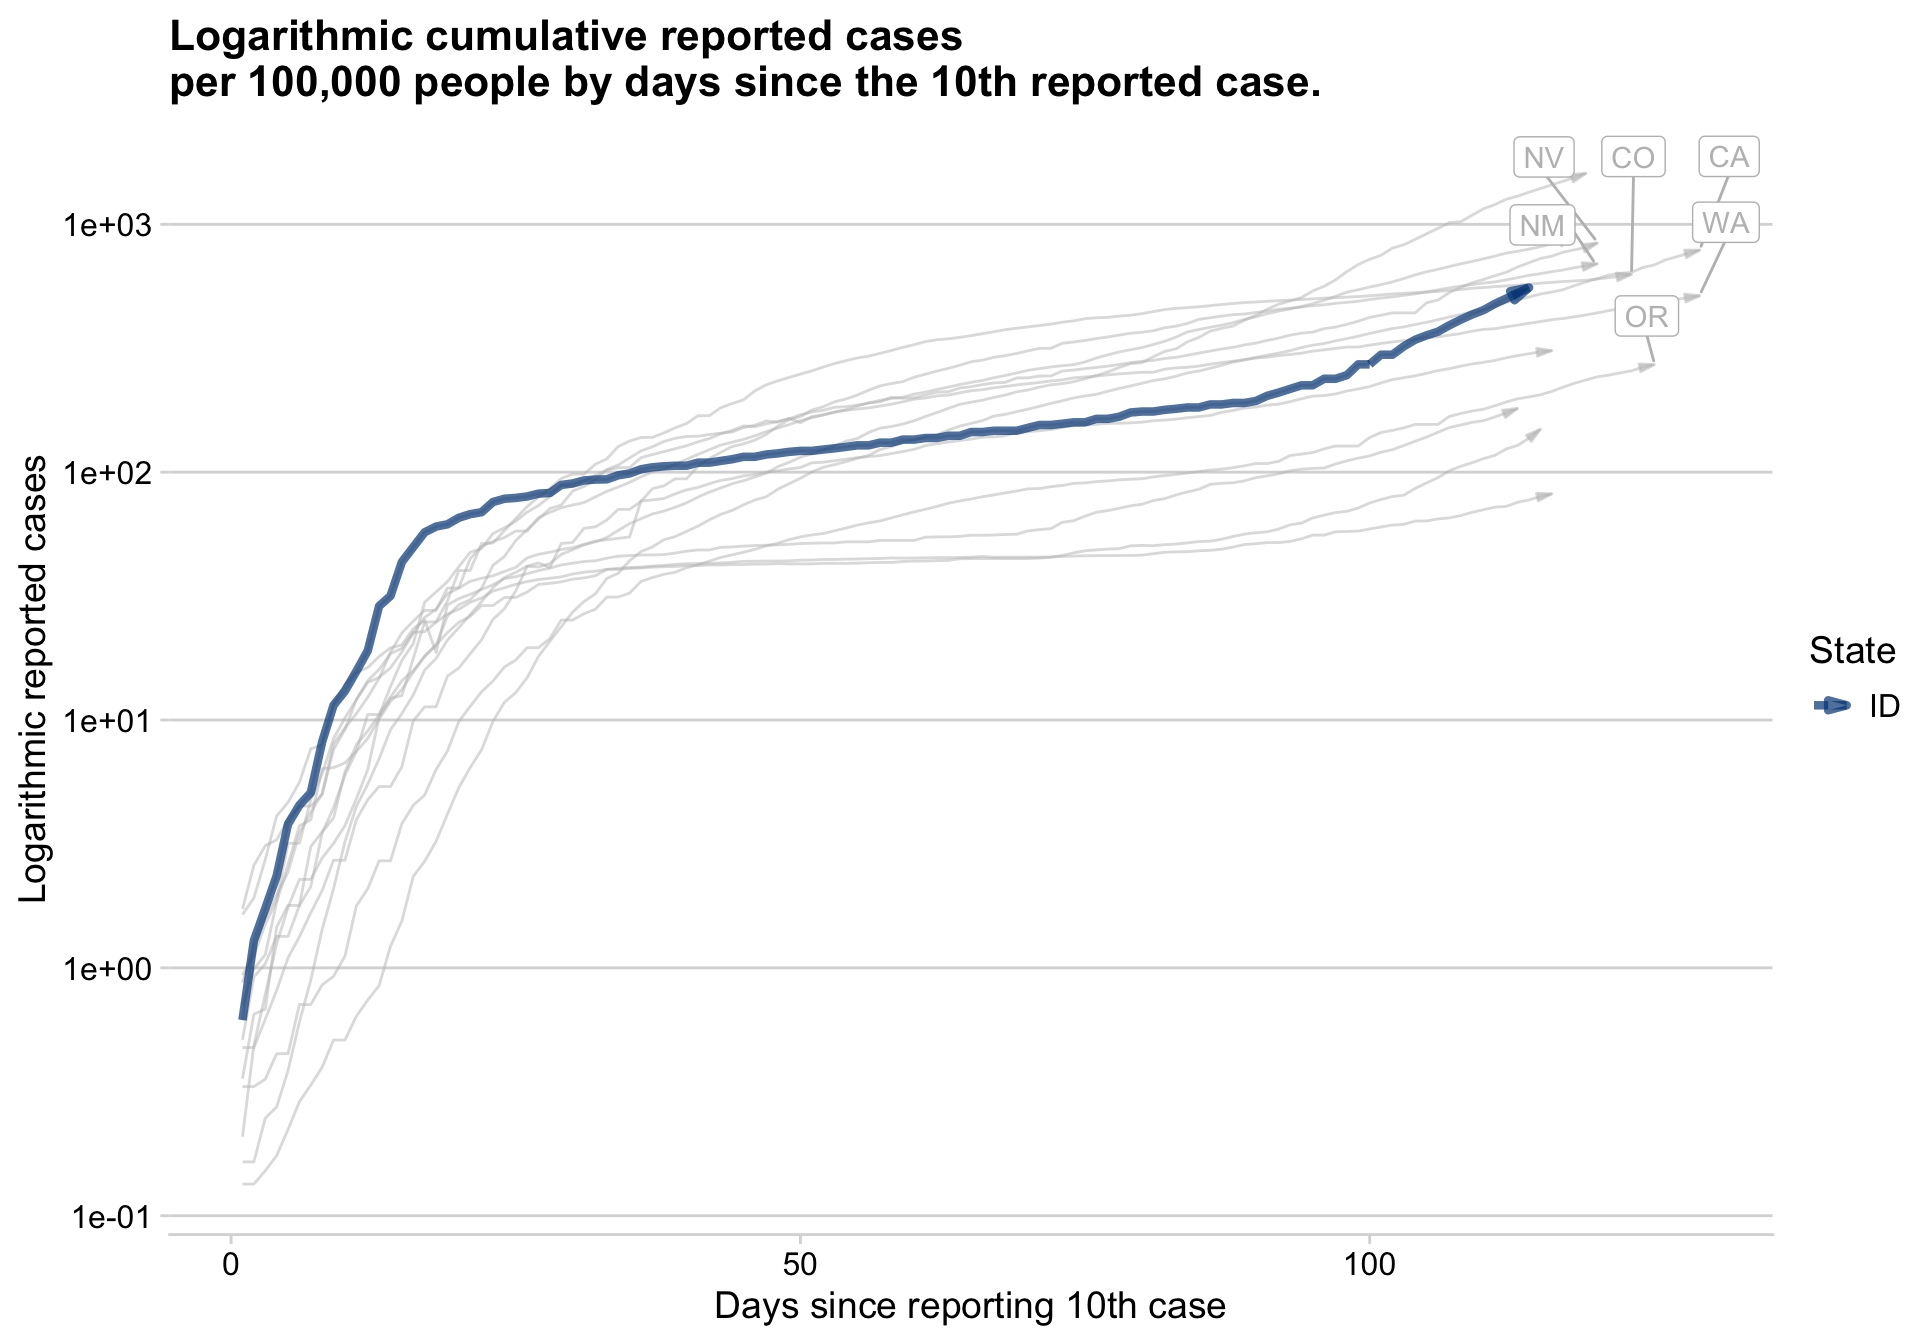 Logarithmic cumulative reported cases
per 100,000 people by days since the 10th reported case.
NV
CO
CA
NM
WA
OR
1e+03
1e+02
1e+01
1e+00
1e-01
Logarithmic reported cases
0
50
100
Days since reporting 10th case
State
ID